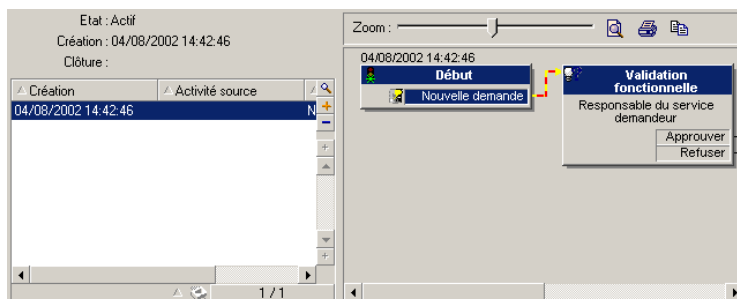 Etat : Actif
Création : 04/08/2002 14:42:46
Clôture :
Création
Activité source
04/08/2002 14:42:46
N
1 / 1
Zoom :
04/08/2002 14:42:46
Début
Nouvelle demande
Validation
fonctionnelle
Responsable du service
demandeur
Approuver
Refuser